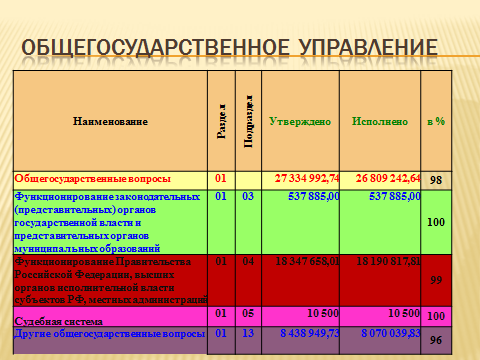 ОБЩЕГОСУДАРСТВЕННОЕ УПРАВЛЕНИЕ
Наименование Раздел Подраздел Утверждено Исполнено в %
Общегосударственные вопросы 01 27 334 992,74 26 809 242,64 98
Функционирование законодательных 01 03 537 885,00 537 885,00
(представительных) органов
государственной власти и
представительных органов
муниципальных образований
100
Функционирование Правительства 01 04 18 347 658,01 18 190 817,81
Российской Федерации, высших
органов исполнительной власти
субъектов РФ, местных администраций
99
Судебная система 01 05 10 500 10 500 100
Другие общегосударственные вопросы 01 13 8 438 949,73 8 070 039,83 96